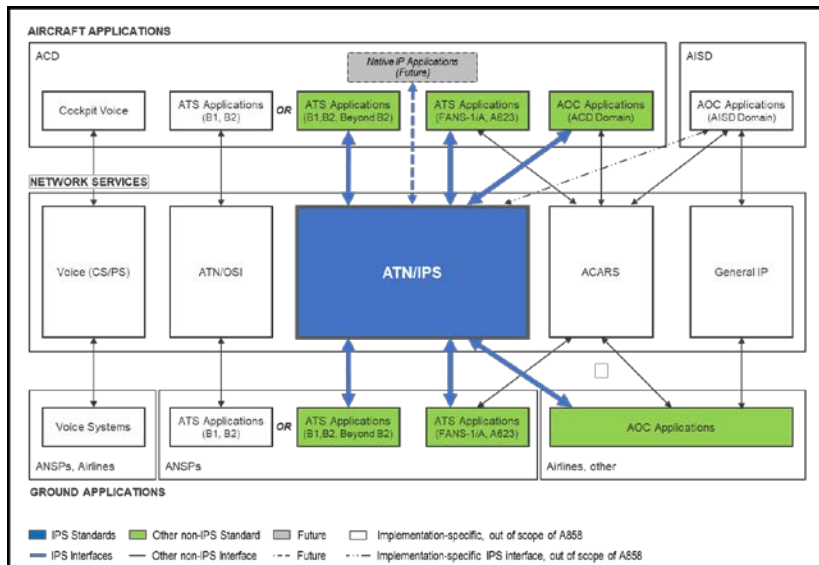 AIRCRAFT APPLICATIONS
ACD
AISD
Native IP Applications
(Future)
Cockpit Voice
ATS Applications
(B1, B2)
OR
ATS Applications
(B1,B2, Beyond B2)
ATS Applications
(FANS-1/A, A623)
AOC Applications
(ACD Domain)
AOC Applications
(AISD Domain)
NETWORK SERVICES
Voice (CS/PS)
ATN/OSI
ATN/IPS
ACARS
General IP
Voice Systems
ATS Applications
(B1, B2)
OR
ATS Applications
(B1,B2, Beyond B2)
ATS Applications
(FANS-1/A, A623)
AOC Applications
ANSPs, Airlines
ANSPs
Airlines, other
GROUND APPLICATIONS
IPS Standards
Other non-IPS Standard
Future
Implementation-specific, out of scope of A858
IPS Interfaces
Other non-IPS Interface
Future
Implementation-specific IPS interface, out of scope of A858